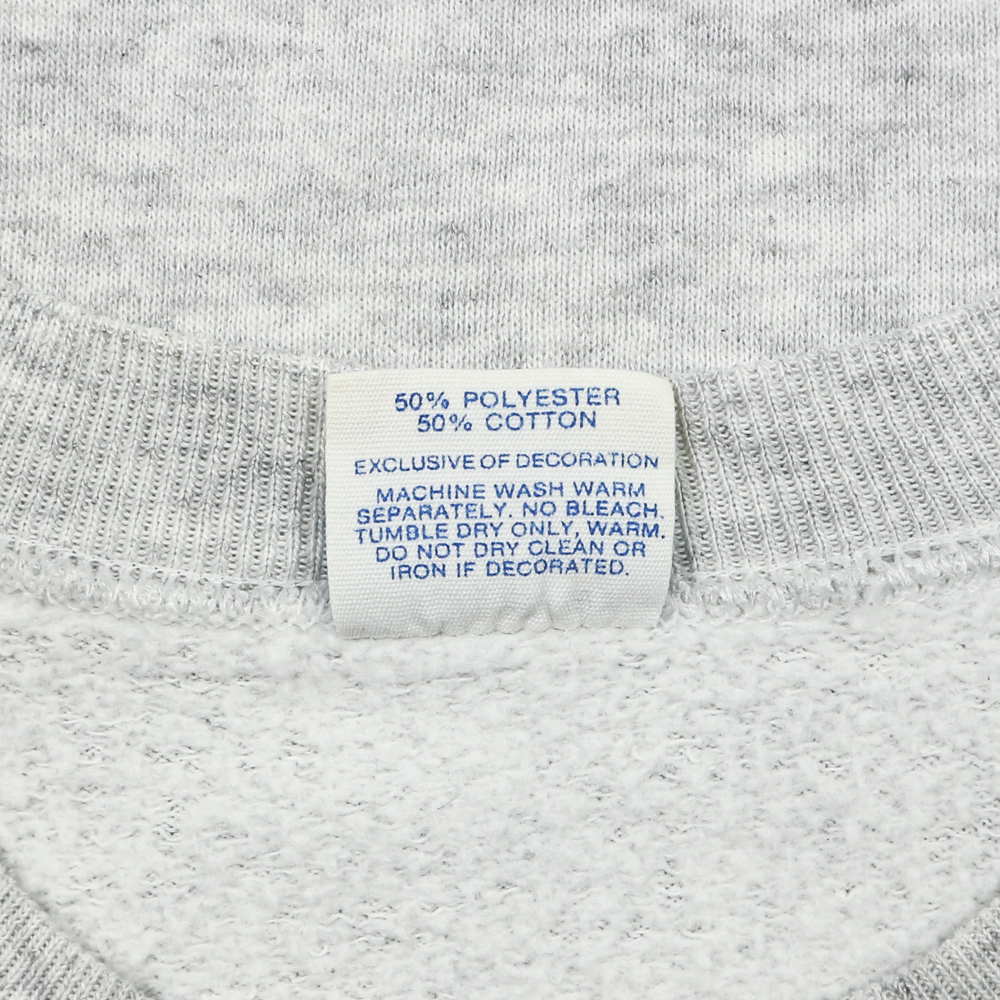 50% POLYESTER
50% COTTON
EXCLUSIVE OF DECORATION
MACHINE WASH WARM
SEPARATELY. NO BLEACH.
TUMBLE DRY ONLY, WARM.
DO NOT DRY CLEAN OR
IRON IF DECORATED.